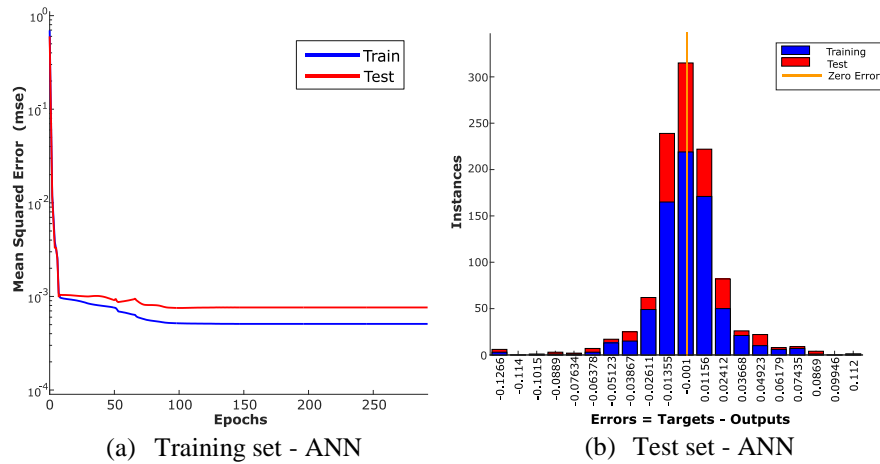 10^0
10^-1
10^-2
10^-3
10^-4
0 50 100 150 200 250
Mean Squared Error (mse)
Epochs
Train
Test
(a) Training set - ANN
300
250
200
150
100
50
0
Instances
Training
Test
Zero Error
-0.1266
-0.114
-0.1015
-0.0889
-0.07634
-0.06378
-0.05123
-0.03867
-0.02611
-0.01355
-0.001
0.01156
0.02412
0.03668
0.04923
0.06179
0.07435
0.0869
0.09946
0.112
Errors = Targets - Outputs
(b) Test set - ANN